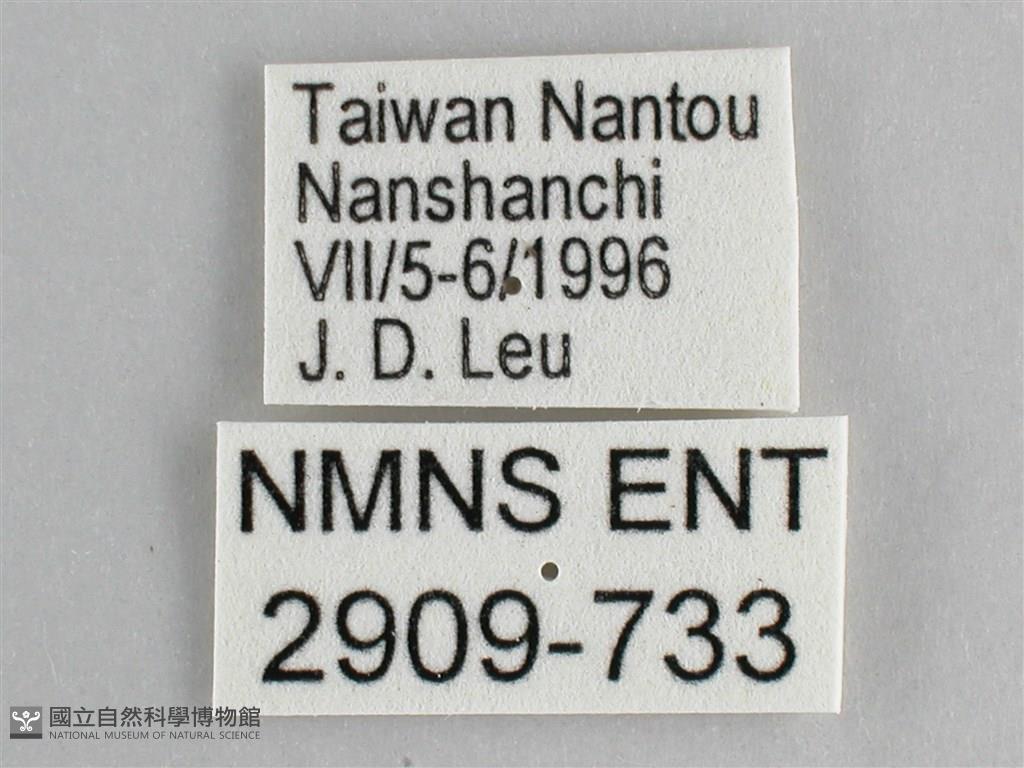 Taiwan Nantou
Nanshanchi
VII/5-6/1996
J. D. Leu
NMNS ENT
2909-733
國立自然科學博物館
NATIONAL MUSEUM OF NATURAL SCIENCE